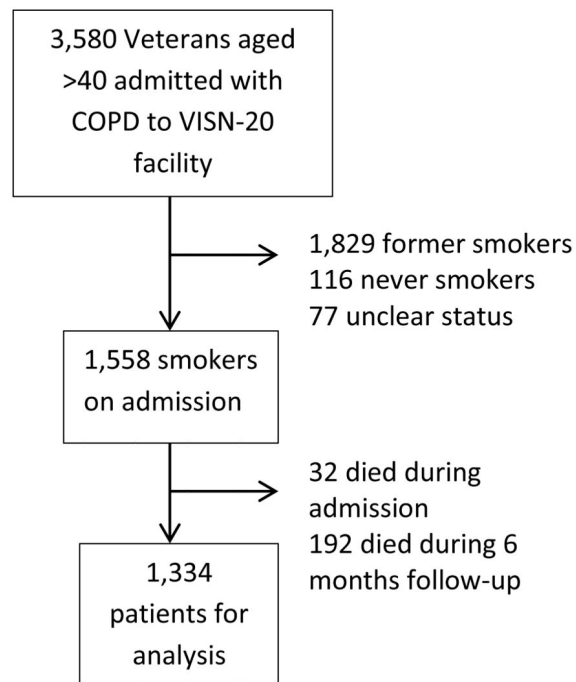 3,580 Veterans aged
>40 admitted with
COPD to VISN-20
facility
1,829 former smokers
116 never smokers
77 unclear status
1,558 smokers
on admission
32 died during
admission
192 died during 6
months follow-up
1,334
patients for
analysis